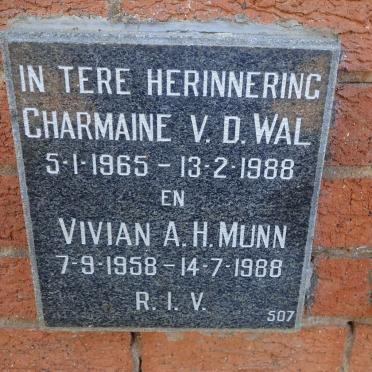 IN TERE HERINNERING
CHARMAINE V. D. WAL
5-1-1965 - 13-2-1988
EN
VIVIAN A. H. MUNN
7-9-1958 - 14-7-1988
R. I. V.
507